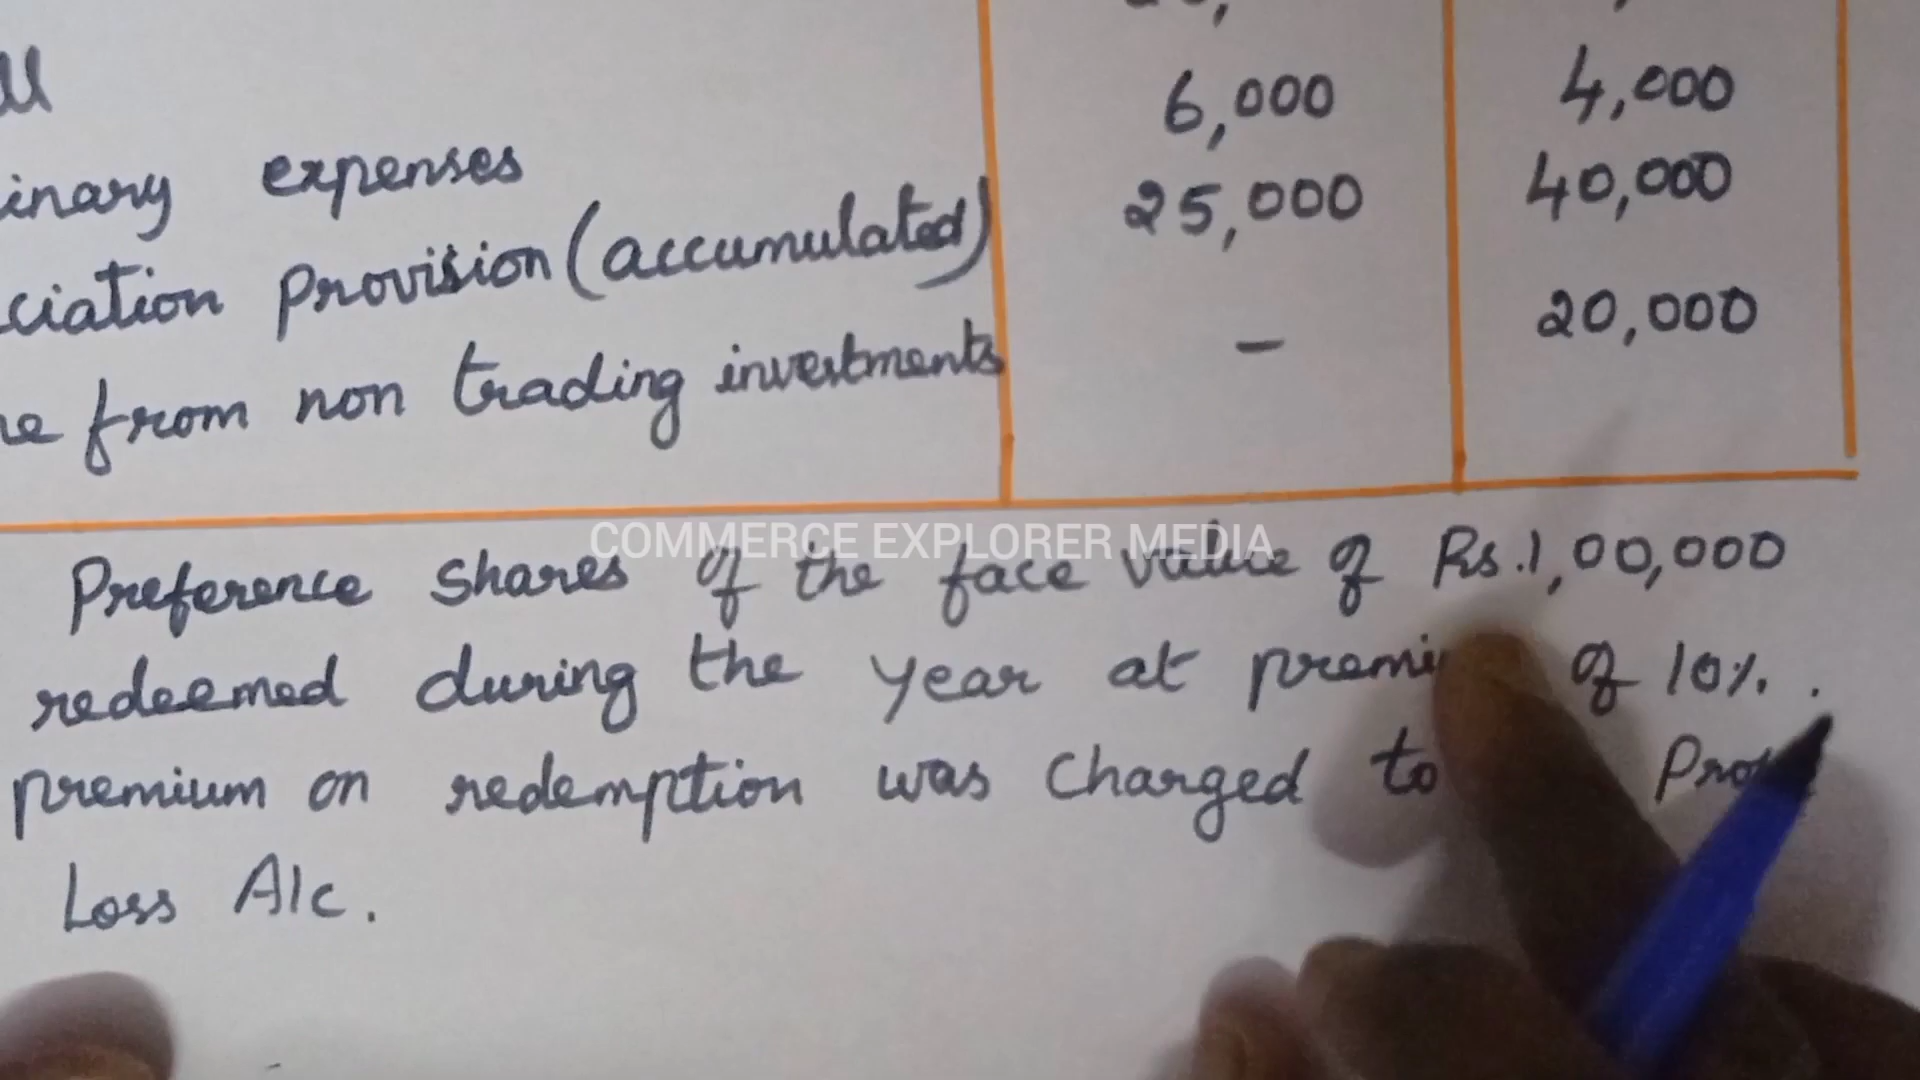 ll
inary expenses 6,000 4,000
ciation provision (accumulated) 25,000 40,000
from non trading investments – 20,000
COMMERCE EXPLORER MEDIA
Preference shares of the face value of Rs.1,00,000
redeemed during the year at of 10%.
premium on redemption was charged to
Loss A/c.